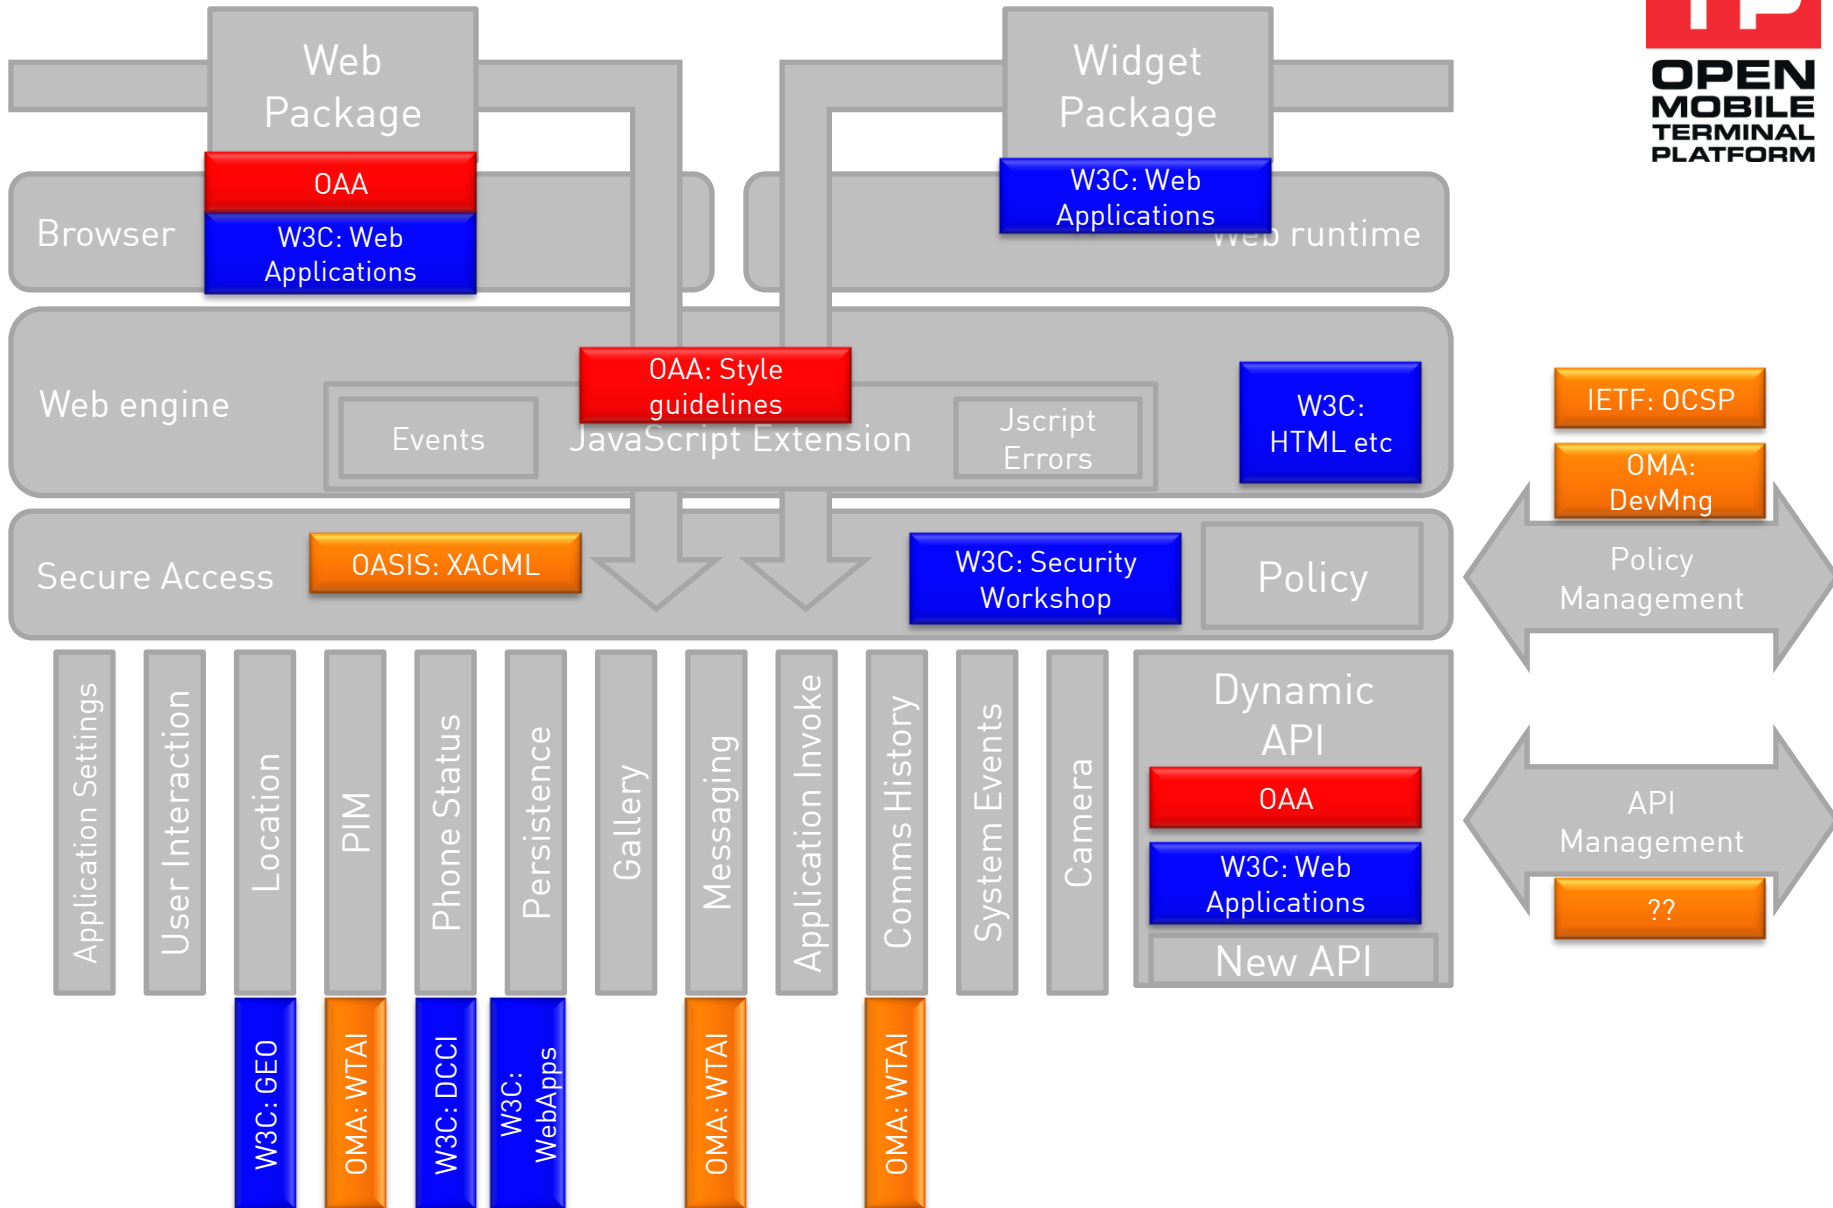 Web
Package
Widget
Package
OPEN
MOBILE
TERMINAL
PLATFORM
OAA
W3C: Web
Applications
Browser
W3C: Web
Applications
Web runtime
Web engine
OAA: Style
guidelines
Events
JavaScript Extension
Jscript
Errors
W3C:
HTML etc
IETF: OCSP
OMA:
DevMng
Secure Access
OASIS: XACML
W3C: Security
Workshop
Policy
Policy
Management
Application Settings
User Interaction
Location
PIM
Phone Status
Persistence
Gallery
Messaging
Application Invoke
Comms History
System Events
Camera
Dynamic
API
OAA
W3C: Web
Applications
New API
API
Management
??
W3C: GEO
OMA: WTAI
W3C: DCCI
W3C:
WebApps
OMA: WTAI
OMA: WTAI